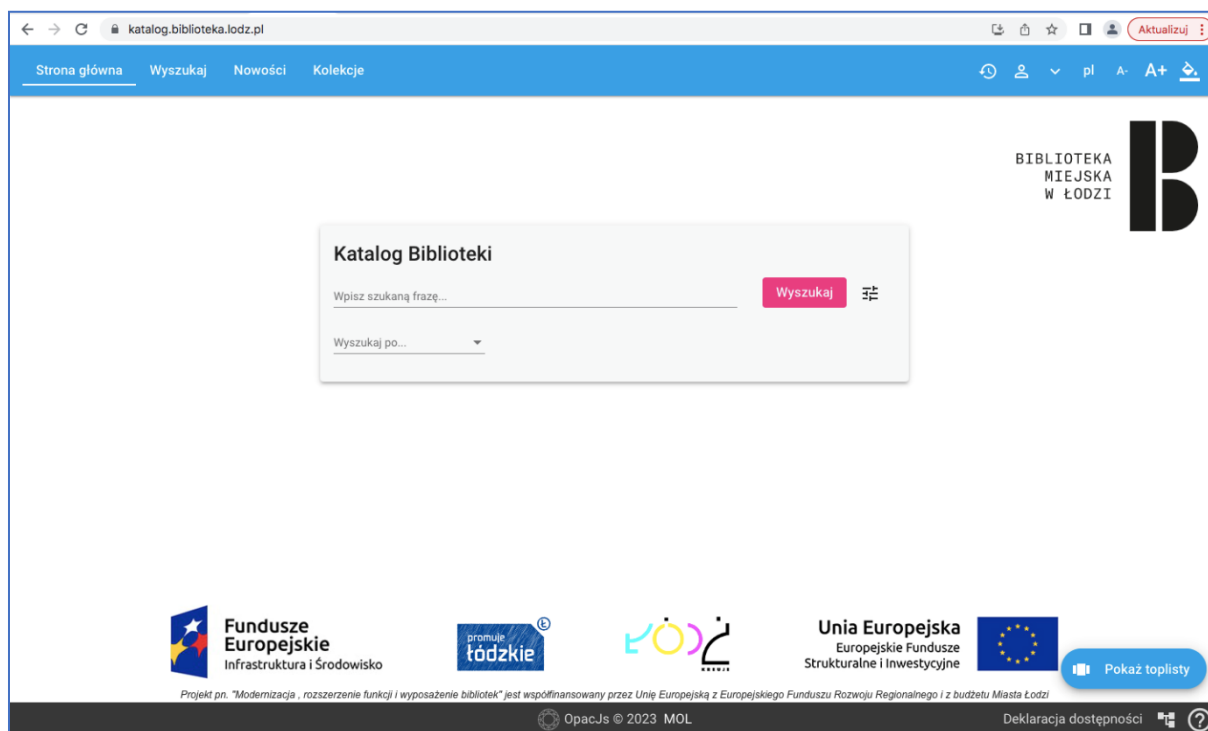 katalog.biblioteka.lodz.pl
Aktualizuj
Strona główna Wyszukaj Nowości Kolekcje pl A- A+
BIBLIOTEKA
MIEJSKA
W ŁODZI
Katalog Biblioteki
Wpisz szukaną frazę...
Wyszukaj
Wyszukaj po...
Fundusze
Europejskie
Infrastruktura i Środowisko
promuje
łódzkie
Ł
ŁÓDŹ
KREUJE
Unia Europejska
Europejskie Fundusze
Strukturalne i Inwestycyjne
Pokaż toplisty
Projekt pn. "Modernizacja , rozszerzenie funkcji i wyposażenie bibliotek" jest współfinansowany przez Unię Europejską z Europejskiego Funduszu Rozwoju Regionalnego i z budżetu Miasta Łodzi
OpacJs © 2023 MOL
Deklaracja dostępności